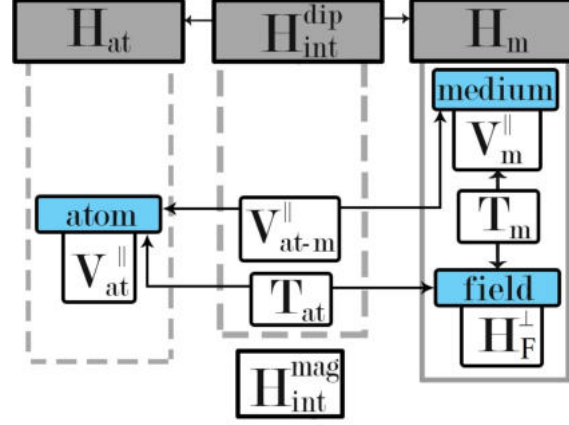 H_at H_int^dip H_m
medium
V_m^∥
atom V_at-m^∥ T_m
V_at^∥ T_at field
H_F^⊥
H_int^mag